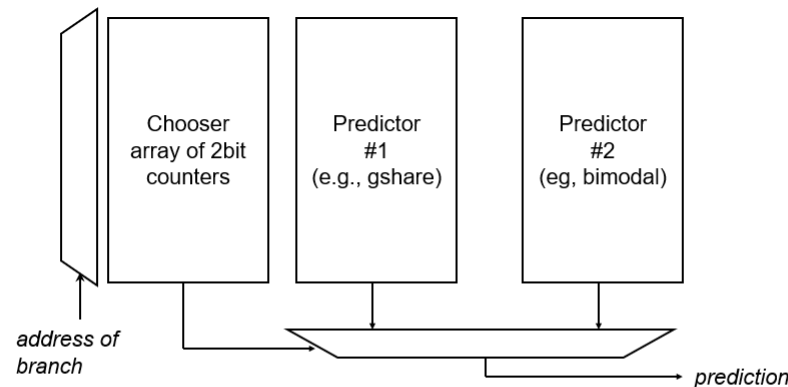 Chooser
array of 2bit
counters
Predictor
#1
(e.g., gshare)
Predictor
#2
(eg, bimodal)
address of
branch
prediction